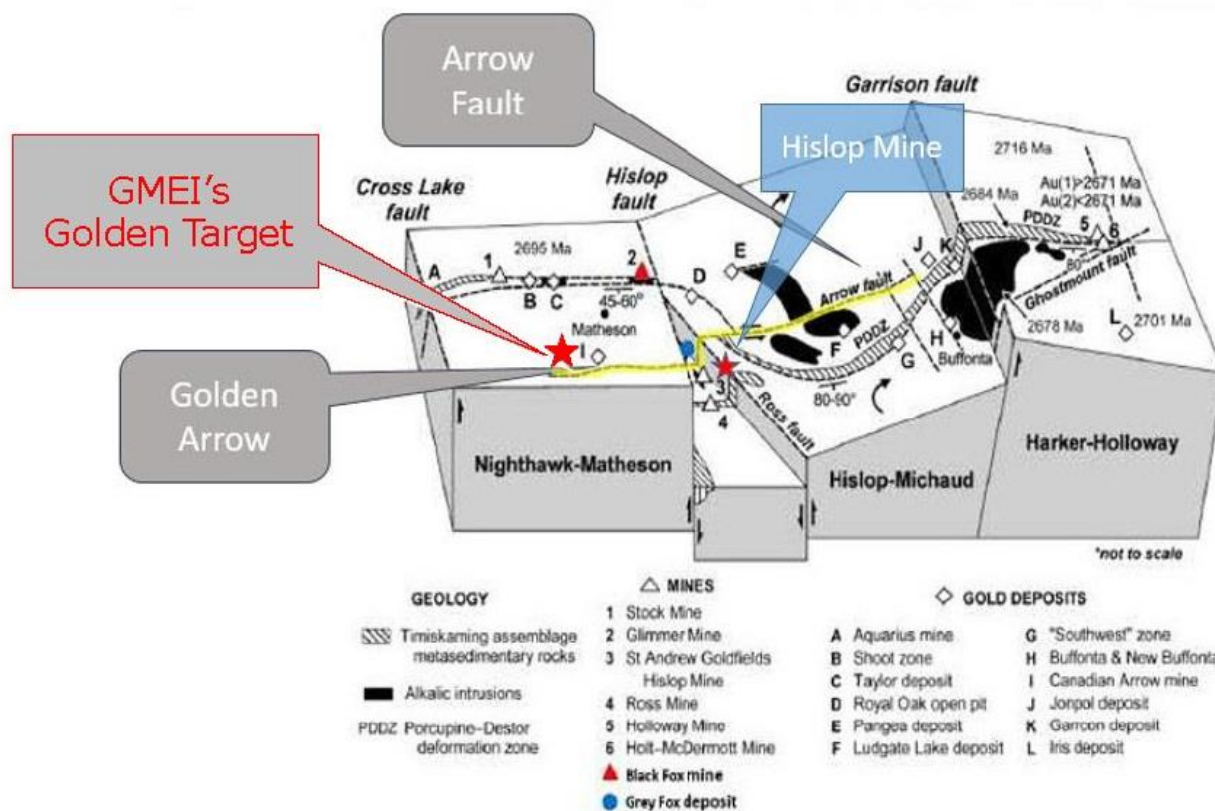 Arrow
Fault
Garrison fault
GMEI's
Golden Target
Hislop Mine
Cross Lake
fault
Hislop
fault
2716 Ma
2684 Ma
Au(1)>2671 Ma
Au(2)<2671 Ma
PDDZ
5
6
80°
Ghostmount fault
A
1
2695 Ma
2
B
C
45-60°
Matheson
D
E
J
K
Arrow fault
F
PDDZ
G
H
Buffonta
2678 Ma
L
2701 Ma
I
3
4
Ross fault
80-90°
Golden
Arrow
Nighthawk-Matheson
Hislop-Michaud
Harker-Holloway
*not to scale
GEOLOGY
Timiskaming assemblage
metasedimentary rocks
Alkalic intrusions
PDDZ Porcupine–Destor
deformation zone
MINES
1 Stock Mine
2 Glimmer Mine
3 St Andrew Goldfields
Hislop Mine
4 Ross Mine
5 Holloway Mine
6 Holt–McDermott Mine
Black Fox mine
Grey Fox deposit
GOLD DEPOSITS
A Aquarius mine
B Shoot zone
C Taylor deposit
D Royal Oak open pit
E Pangea deposit
F Ludgate Lake deposit
G "Southwest" zone
H Buffonta & New Buffonta
I Canadian Arrow mine
J Jonpol deposit
K Garrcon deposit
L Iris deposit